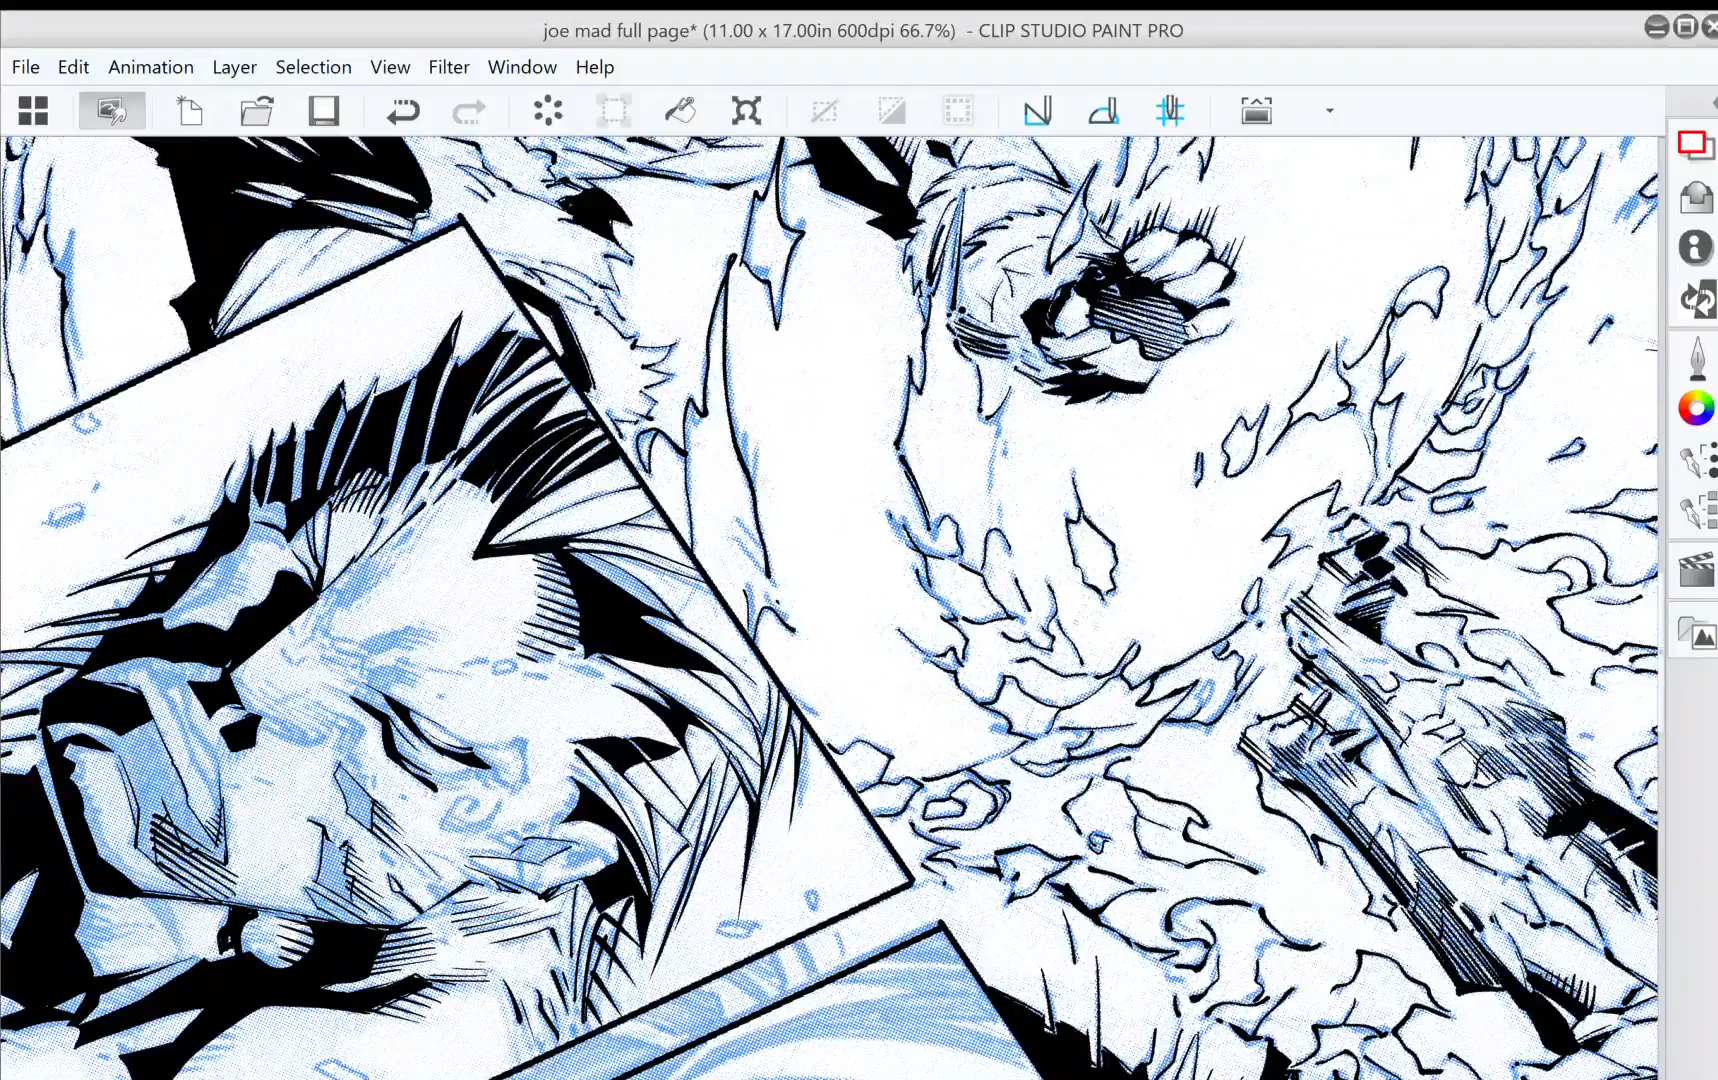 joe mad full page* (11.00 x 17.00in 600dpi 66.7%) - CLIP STUDIO PAINT PRO
File Edit Animation Layer Selection View Filter Window Help